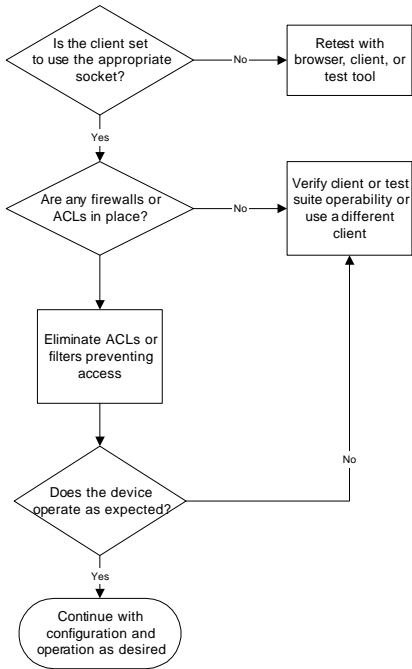 Is the client set
to use the appropriate
socket?
No
Retest with
browser, client, or
test tool
Yes
Are any firewalls or
ACLs in place?
No
Verify client or test
suite operability or
use a different
client
Eliminate ACLs or
filters preventing
access
No
Does the device
operate as expected?
Yes
Continue with
configuration and
operation as desired